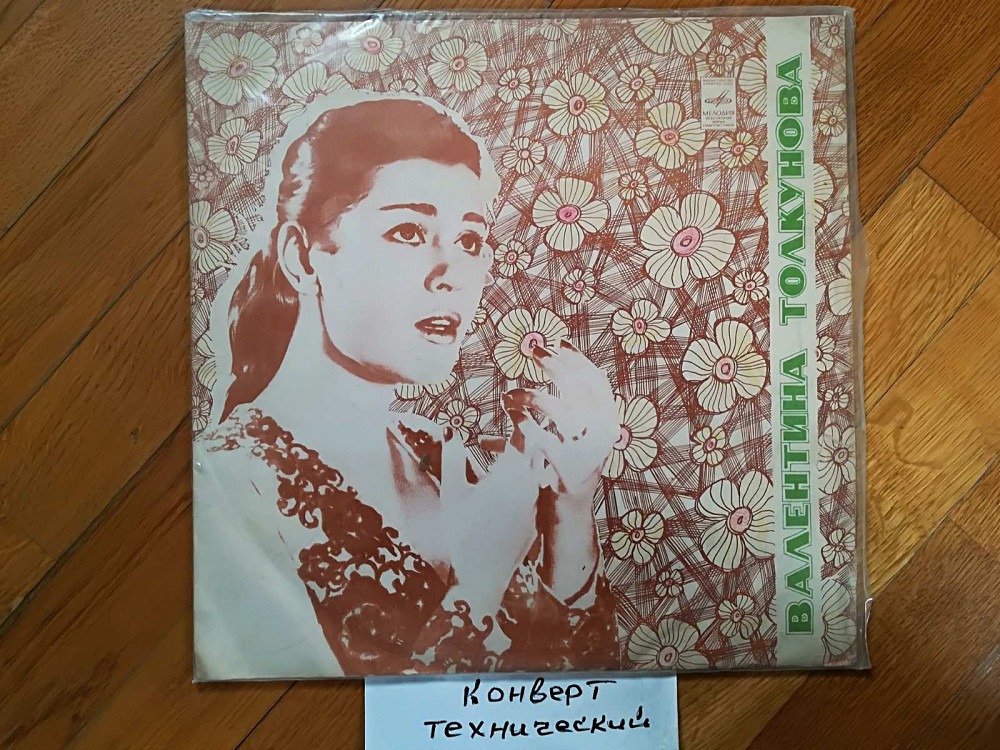 МЕЛОДИЯ
ВАЛЕНТИНА ТОЛКУНОВА
Конверт
технический